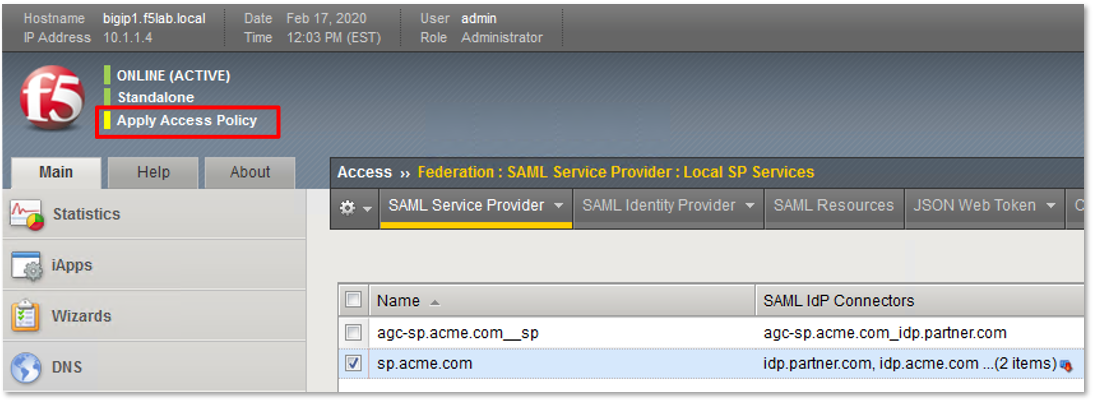 Hostname bigip1.f5lab.local Date Feb 17, 2020 User admin
IP Address 10.1.1.4 Time 12:03 PM (EST) Role Administrator
f5
ONLINE (ACTIVE)
Standalone
Apply Access Policy
Main Help About
Access ›› Federation : SAML Service Provider : Local SP Services
Statistics
SAML Service Provider SAML Identity Provider SAML Resources JSON Web Token
iApps
Name SAML IdP Connectors
Wizards
agc-sp.acme.com__sp agc-sp.acme.com_idp.partner.com
DNS
sp.acme.com idp.partner.com, idp.acme.com ...(2 items)